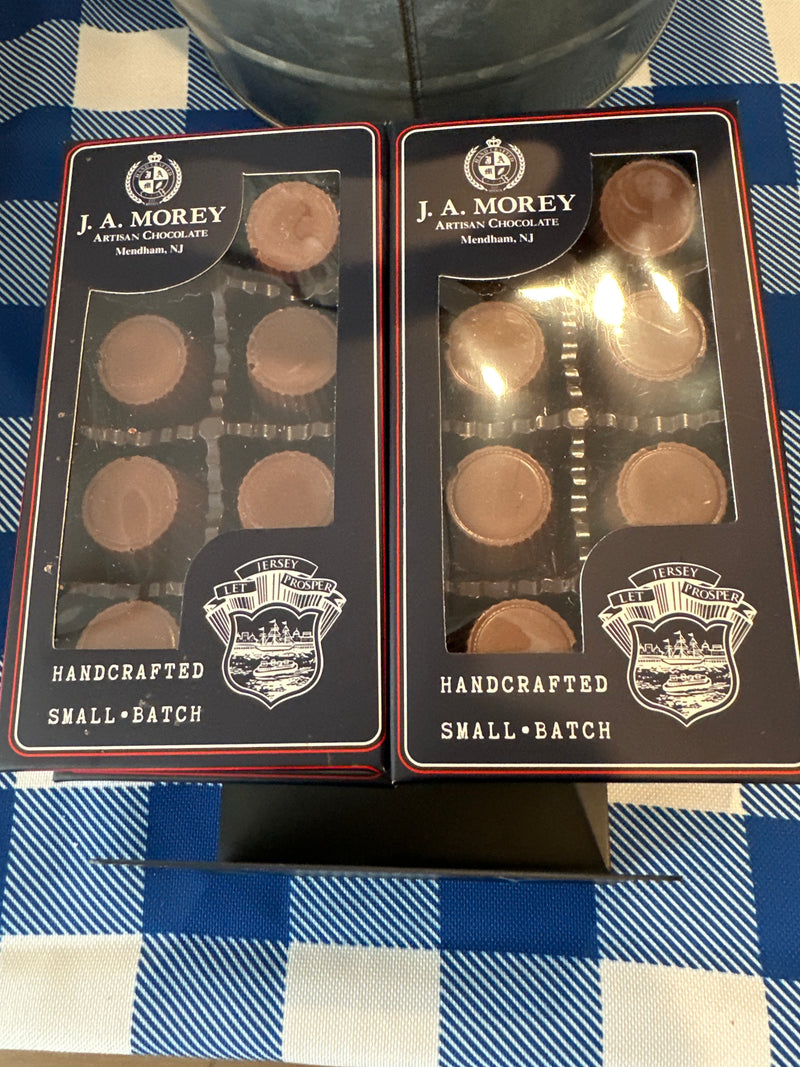 J. A. MOREY
ARTISAN CHOCOLATE
Mendham, NJ
LET JERSEY PROSPER
HANDCRAFTED
SMALL•BATCH
J. A. MOREY
ARTISAN CHOCOLATE
Mendham, NJ
LET JERSEY PROSPER
HANDCRAFTED
SMALL•BATCH